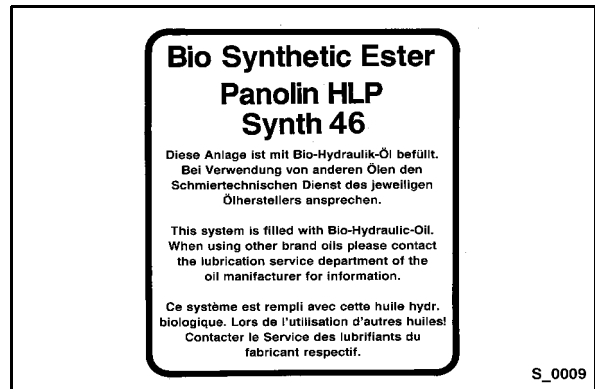 Bio Synthetic Ester
Panolin HLP
Synth 46
Diese Anlage ist mit Bio-Hydraulik-Öl befüllt.
Bei Verwendung von anderen Ölen den
Schmiertechnischen Dienst des jeweiligen
Ölherstellers ansprechen.
This system is filled with Bio-Hydraulic-Oil.
When using other brand oils please contact
the lubrication service department of the
oil manifacturer for information.
Ce système est rempli avec cette huile hydr.
biologique. Lors de l'utilisation d'autres huiles!
Contacter le Service des lubrifiants du
fabricant respectif.
S_0009